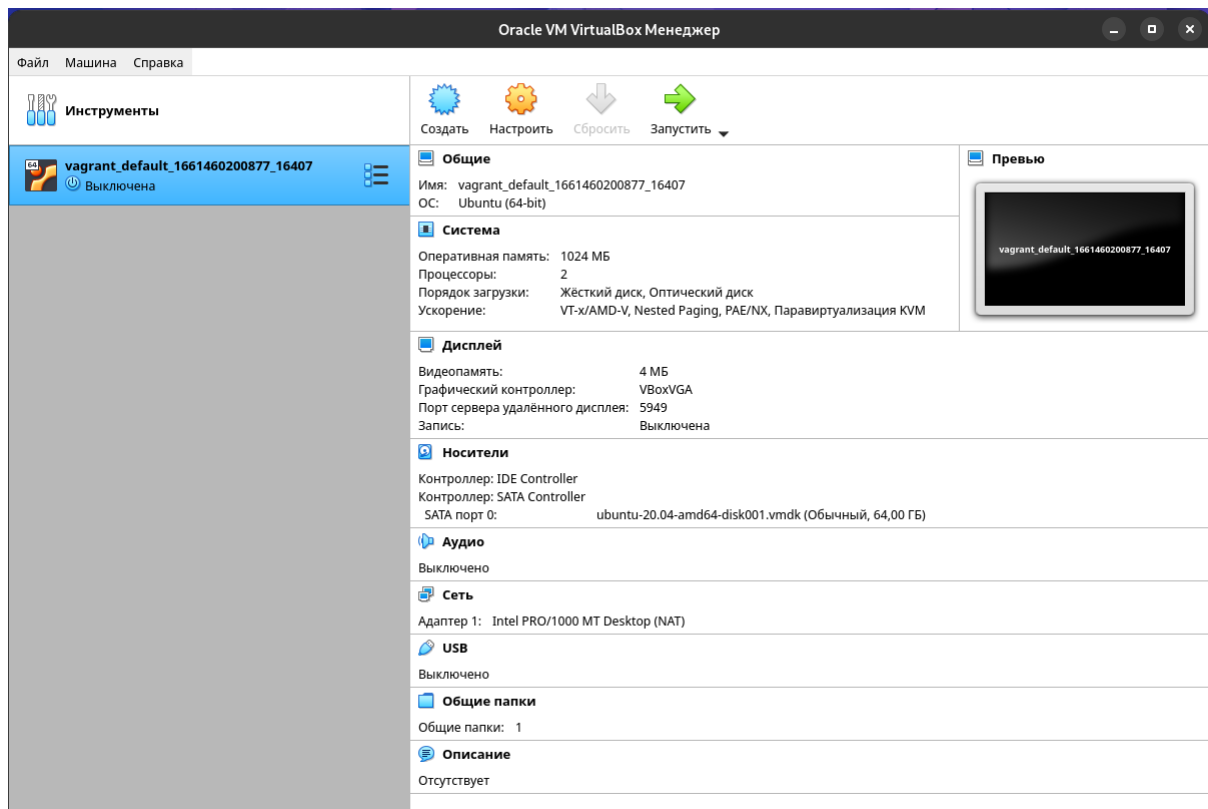 Oracle VM VirtualBox Менеджер
Файл Машина Справка
Инструменты
vagrant_default_1661460200877_16407
64
Выключена
Создать Настроить Сбросить Запустить
Общие
Имя: vagrant_default_1661460200877_16407
ОС: Ubuntu (64-bit)
Система
Оперативная память: 1024 МБ
Процессоры: 2
Порядок загрузки: Жёсткий диск, Оптический диск
Ускорение: VT-x/AMD-V, Nested Paging, PAE/NX, Паравиртуализация KVM
Превью
vagrant_default_1661460200877_16407
Дисплей
Видеопамять: 4 МБ
Графический контроллер: VBoxVGA
Порт сервера удалённого дисплея: 5949
Запись: Выключена
Носители
Контроллер: IDE Controller
Контроллер: SATA Controller
SATA порт 0: ubuntu-20.04-amd64-disk001.vmdk (Обычный, 64,00 ГБ)
Аудио
Выключено
Сеть
Адаптер 1: Intel PRO/1000 MT Desktop (NAT)
USB
Выключено
Общие папки
Общие папки: 1
Описание
Отсутствует